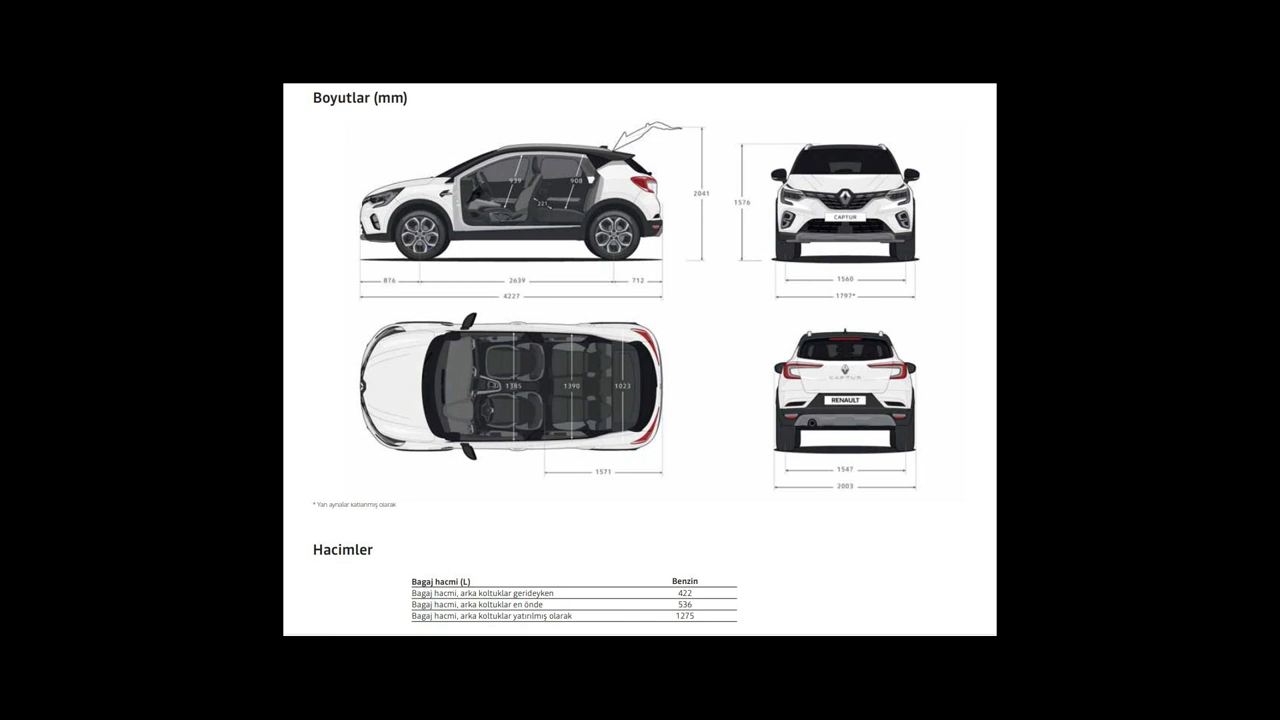 Boyutlar (mm)
939
908
221
2041
1576
CAPTUR
876
2639
712
4227
1560
1797*
1385
1390
1023
1571
CAPTUR
RENAULT
1547
2003
* Yan aynalar katlanmış olarak
Hacimler
Bagaj hacmi (L) Benzin
Bagaj hacmi, arka koltuklar gerideyken 422
Bagaj hacmi, arka koltuklar en önde 536
Bagaj hacmi, arka koltuklar yatırılmış olarak 1275